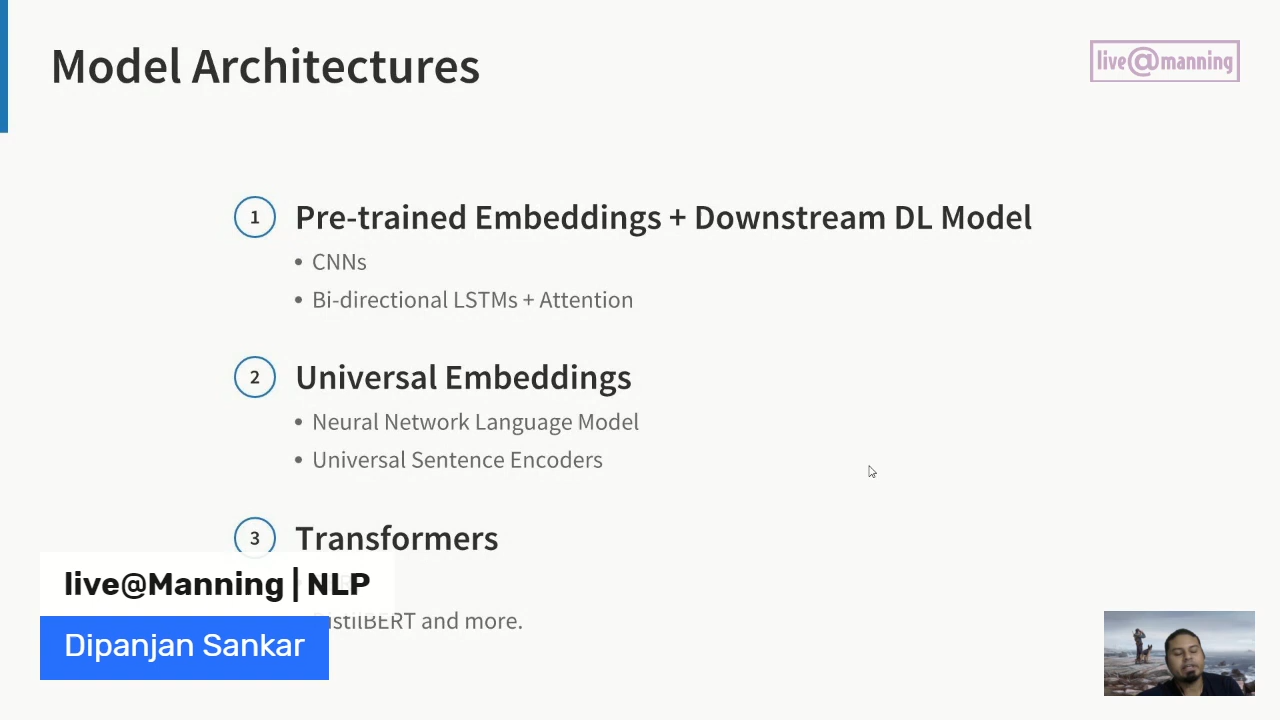 Model Architectures
live@manning
1 Pre-trained Embeddings + Downstream DL Model
• CNNs
• Bi-directional LSTMs + Attention
2 Universal Embeddings
• Neural Network Language Model
• Universal Sentence Encoders
3 Transformers
live@Manning | NLP
and more.
Dipanjan Sankar